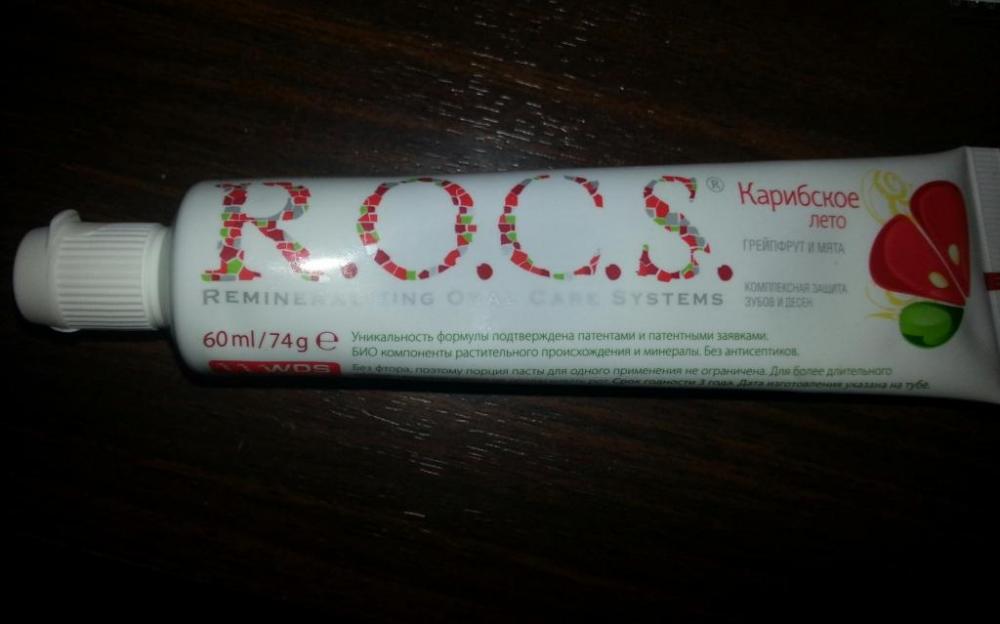 R.O.C.S.®
REMINERALIZING ORAL CARE SYSTEMS
Карибское
лето
ГРЕЙПФРУТ И МЯТА
КОМПЛЕКСНАЯ ЗАЩИТА
ЗУБОВ И ДЕСЕН
60 ml/74 g ℮
Уникальность формулы подтверждена патентами и патентными заявками.
БИО компоненты растительного происхождения и минералы. Без антисептиков.
WDS
Без фтора, поэтому порция пасты для одного применения не ограничена. Для более длительного
рот. Срок годности 3 года. Дата изготовления указана на тубе.